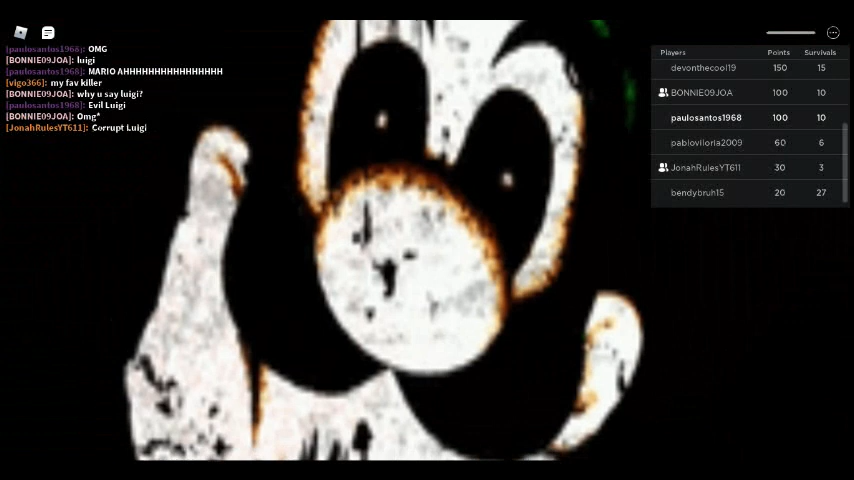 [paulosantos1968]: OMG
[BONNIE09JOA]: luigi
[paulosantos1968]: MARIO AHHHHHHHHHHHHHHHH
[vigo366]: my fav killer
[BONNIE09JOA]: why u say luigi?
[paulosantos1968]: Evil Luigi
[BONNIE09JOA]: Omg*
[JonahRulesYT611]: Corrupt Luigi
Players Points Survivals
devonthecool19 150 15
BONNIE09JOA 100 10
paulosantos1968 100 10
pabloviloria2009 60 6
JonahRulesYT611 30 3
bendybruh15 20 27